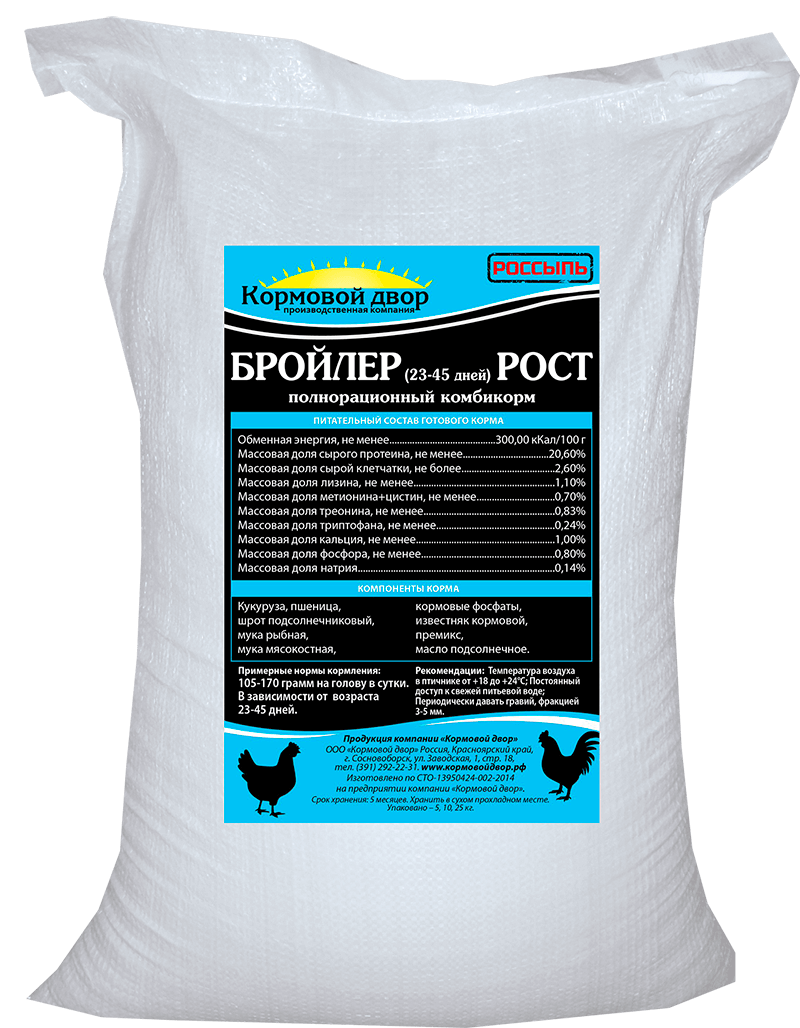 Кормовой двор
производственная компания
РОССЫПЬ
БРОЙЛЕР (23-45 дней) РОСТ
полнорационный комбикорм
ПИТАТЕЛЬНЫЙ СОСТАВ ГОТОВОГО КОРМА
Обменная энергия, не менее........................300,00 кКал/100 г
Массовая доля сырого протеина, не менее........................20,60%
Массовая доля сырой клетчатки, не более........................2,60%
Массовая доля лизина, не менее........................1,10%
Массовая доля метионина+цистин, не менее........................0,70%
Массовая доля треонина, не менее........................0,83%
Массовая доля триптофана, не менее........................0,24%
Массовая доля кальция, не менее........................1,00%
Массовая доля фосфора, не менее........................0,80%
Массовая доля натрия........................0,14%
КОМПОНЕНТЫ КОРМА
Кукуруза, пшеница,
шрот подсолнечниковый,
мука рыбная,
мука мясокостная,
кормовые фосфаты,
известняк кормовой,
премикс,
масло подсолнечное.
Примерные нормы кормления:
105-170 грамм на голову в сутки.
В зависимости от возраста
23-45 дней.
Рекомендации: Температура воздуха
в птичнике от +18 до +24°С; Постоянный
доступ к свежей питьевой воде;
Периодически давать гравий, фракцией
3-5 мм.
Продукция компании «Кормовой двор»
ООО «Кормовой двор» Россия, Красноярский край,
г. Сосновоборск, ул. Заводская, 1, стр. 18,
тел. (391) 292-22-31. www.кормовойдвор.рф
Изготовлено по СТО-13950424-002-2014
на предприятии компании «Кормовой двор».
Срок хранения: 5 месяцев. Хранить в сухом прохладном месте.
Упаковано – 5, 10, 25 кг.